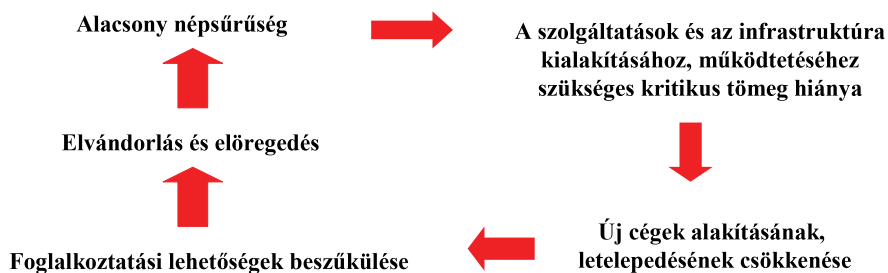 Alacsony népsűrűség
A szolgáltatások és az infrastruktúra
kialakításához, működtetéséhez
szükséges kritikus tömeg hiánya
Új cégek alakításának,
letelepedésének csökkenése
Foglalkoztatási lehetőségek beszűkülése
Elvándorlás és elöregedés